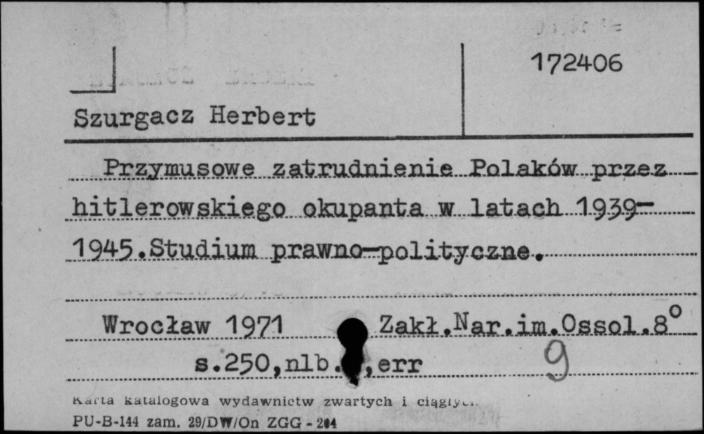 172406
Szurgacz Herbert
Przymusowe zatrudnienie Polaków przez
hitlerowskiego okupanta w latach 1939-
1945.Studium prawno-polityczne.
Wrocław 1971 Zakł.Nar.im.Ossol.8°
s.250,nlb. ,err 9
Karta katalogowa wydawnictw zwartych i
PU-B-144 zam. 29/DW/On ZGG - 204